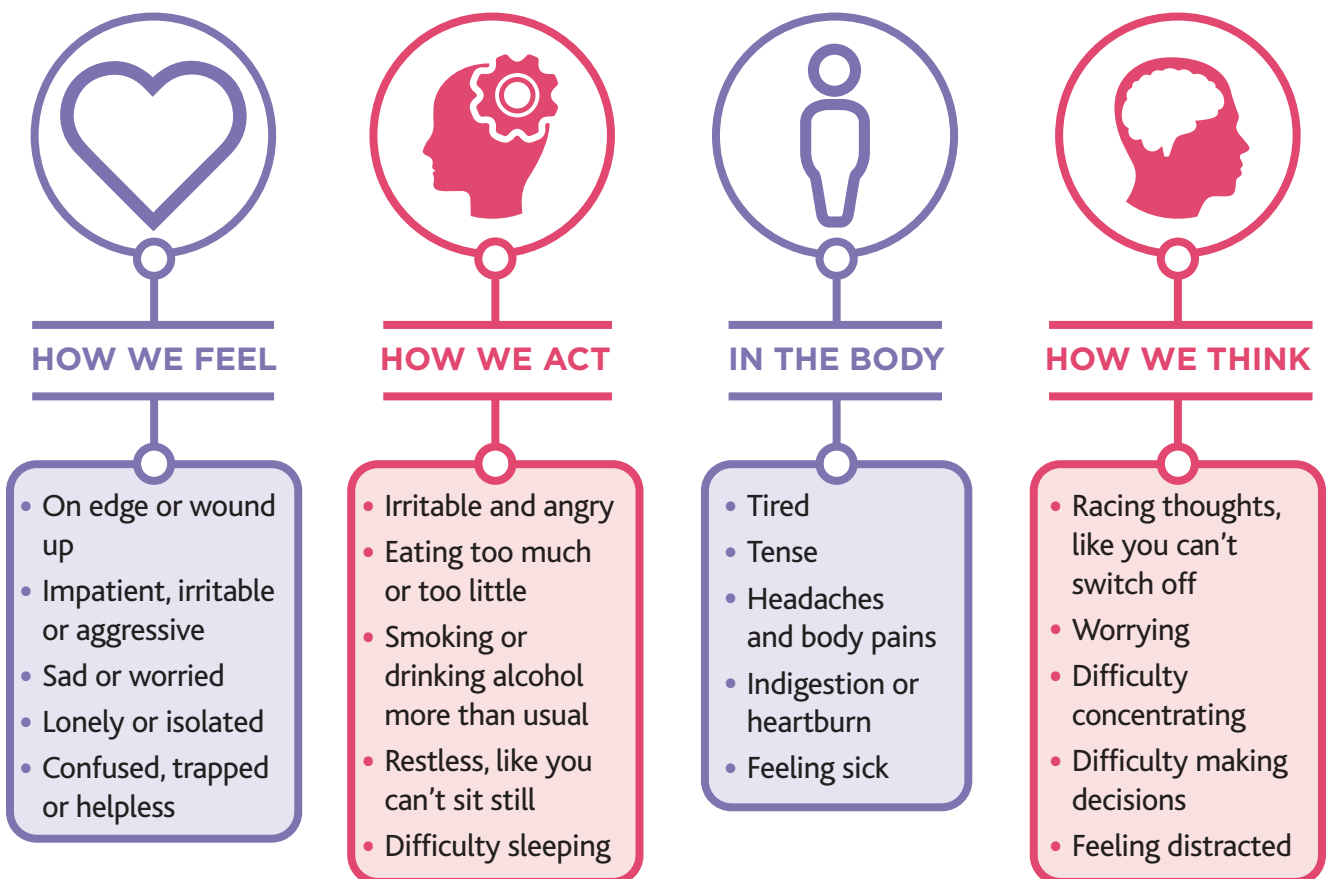 HOW WE FEEL
• On edge or wound
up
• Impatient, irritable
or aggressive
• Sad or worried
• Lonely or isolated
• Confused, trapped
or helpless
HOW WE ACT
• Irritable and angry
• Eating too much
or too little
• Smoking or
drinking alcohol
more than usual
• Restless, like you
can’t sit still
• Difficulty sleeping
IN THE BODY
• Tired
• Tense
• Headaches
and body pains
• Indigestion or
heartburn
• Feeling sick
HOW WE THINK
• Racing thoughts,
like you can’t
switch off
• Worrying
• Difficulty
concentrating
• Difficulty making
decisions
• Feeling distracted